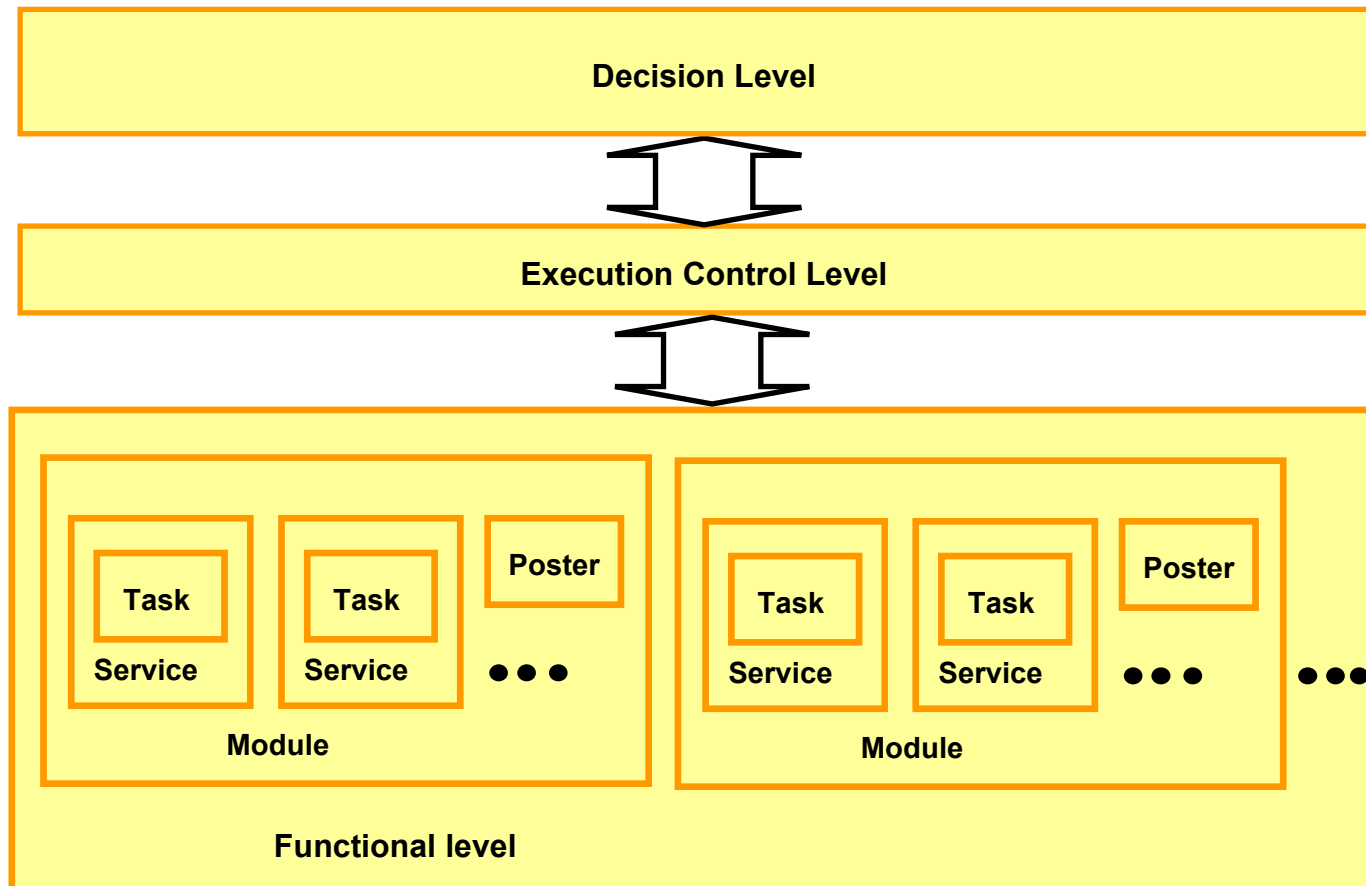 Decision Level
Execution Control Level
Poster
Poster
Task
Task
Task
Task
Service
Service
Service
Service
Module
Module
Functional level